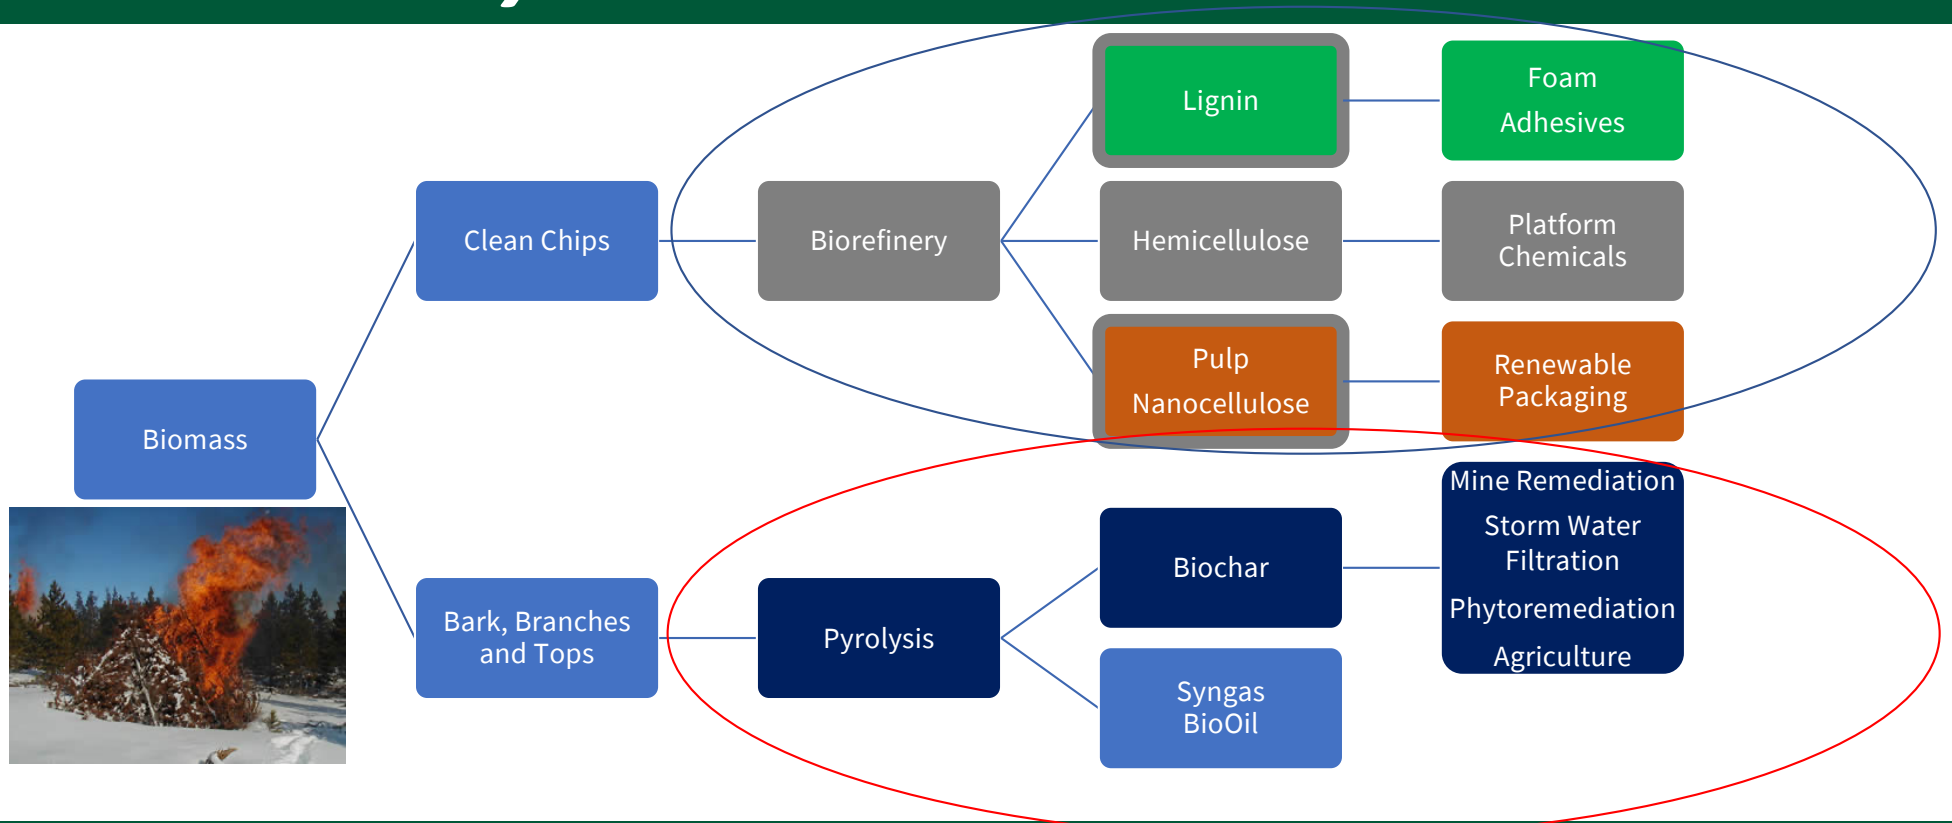 Lignin
Foam
Adhesives
Clean Chips
Biorefinery
Hemicellulose
Platform
Chemicals
Pulp
Nanocellulose
Renewable
Packaging
Biomass
Bark, Branches
and Tops
Pyrolysis
Biochar
Mine Remediation
Storm Water
Filtration
Phytoremediation
Agriculture
Syngas
BioOil